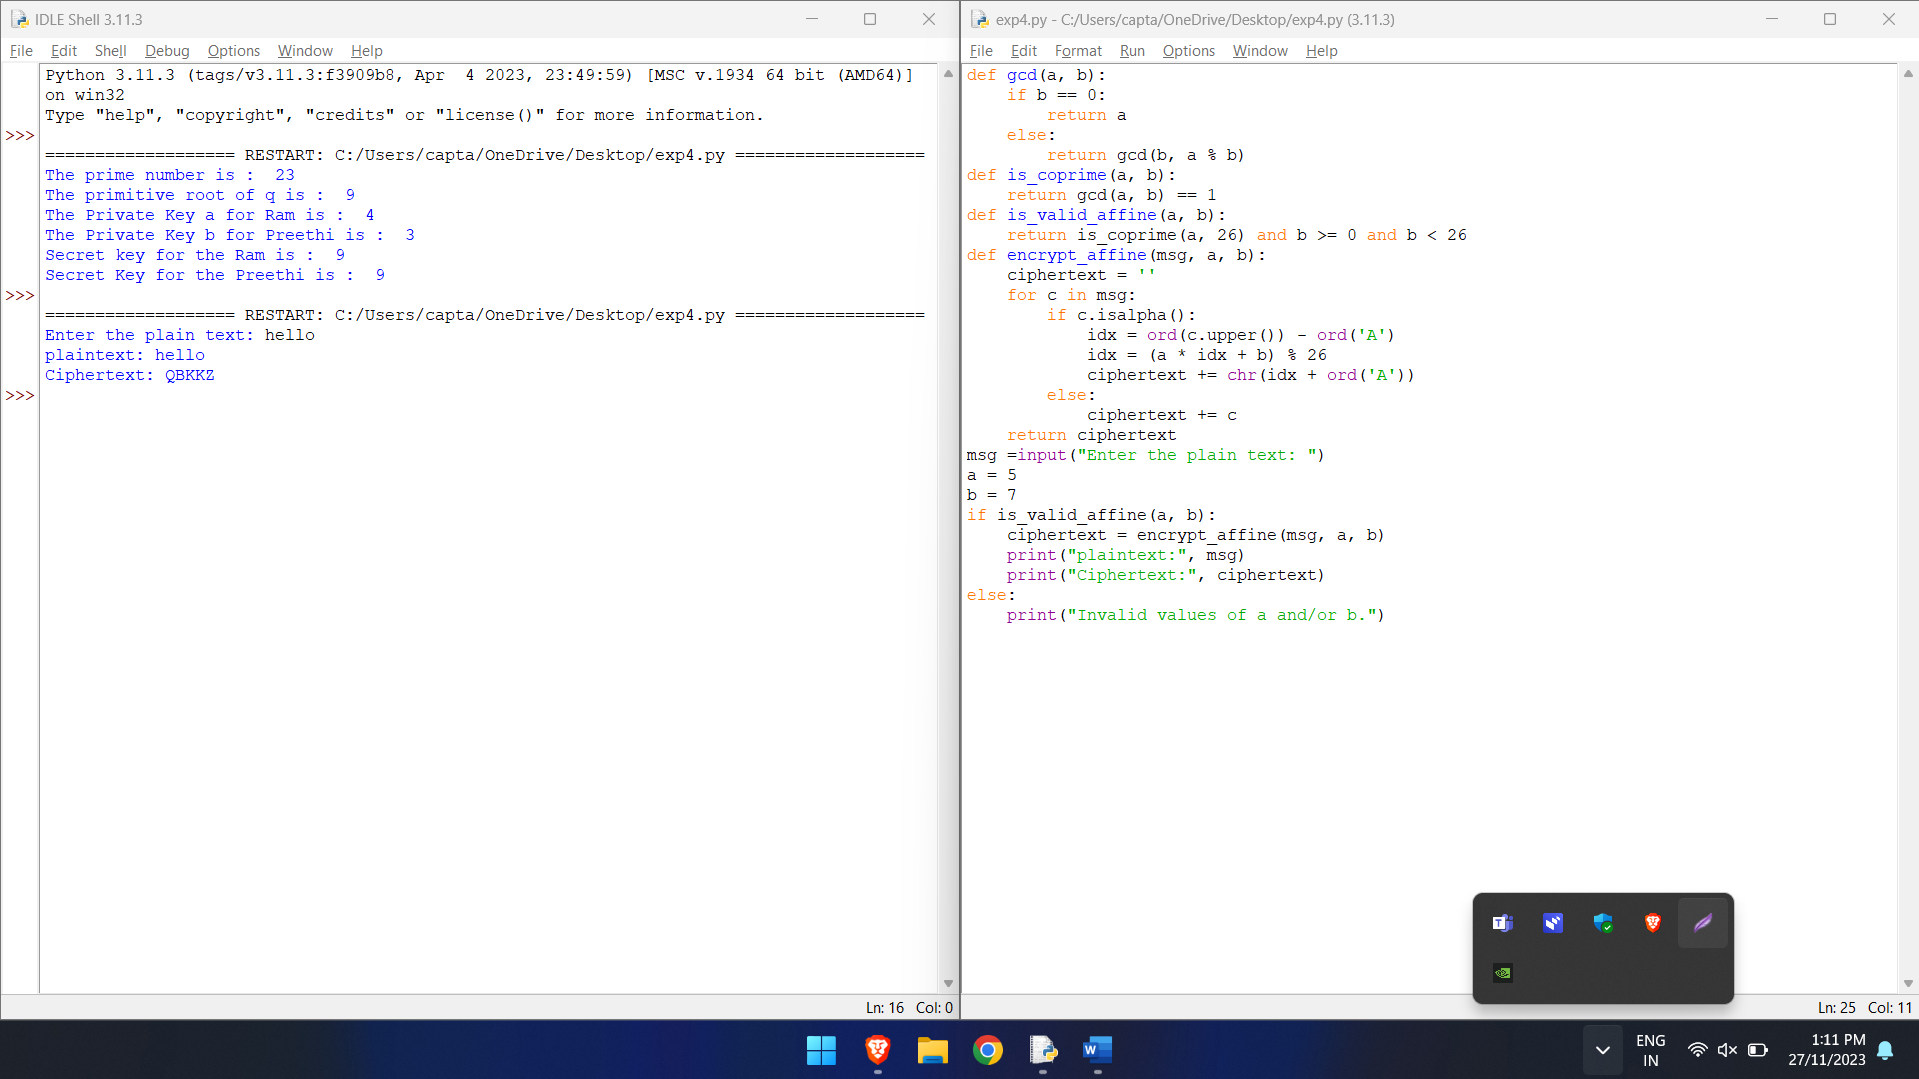 IDLE Shell 3.11.3
File Edit Shell Debug Options Window Help
Python 3.11.3 (tags/v3.11.3:f3909b8, Apr  4 2023, 23:49:59) [MSC v.1934 64 bit (AMD64)]
on win32
Type "help", "copyright", "credits" or "license()" for more information.
>>>
=================== RESTART: C:/Users/capta/OneDrive/Desktop/exp4.py ===================
The prime number is :  23
The primitive root of q is :  9
The Private Key a for Ram is :  4
The Private Key b for Preethi is :  3
Secret key for the Ram is :  9
Secret Key for the Preethi is :  9
>>>
=================== RESTART: C:/Users/capta/OneDrive/Desktop/exp4.py ===================
Enter the plain text: hello
plaintext: hello
Ciphertext: QBKKZ
>>>
Ln: 16 Col: 0
exp4.py - C:/Users/capta/OneDrive/Desktop/exp4.py (3.11.3)
File Edit Format Run Options Window Help
def gcd(a, b):
    if b == 0:
        return a
    else:
        return gcd(b, a % b)
def is_coprime(a, b):
    return gcd(a, b) == 1
def is_valid_affine(a, b):
    return is_coprime(a, 26) and b >= 0 and b < 26
def encrypt_affine(msg, a, b):
    ciphertext = ''
    for c in msg:
        if c.isalpha():
            idx = ord(c.upper()) - ord('A')
            idx = (a * idx + b) % 26
            ciphertext += chr(idx + ord('A'))
        else:
            ciphertext += c
    return ciphertext
msg =input("Enter the plain text: ")
a = 5
b = 7
if is_valid_affine(a, b):
    ciphertext = encrypt_affine(msg, a, b)
    print("plaintext:", msg)
    print("Ciphertext:", ciphertext)
else:
    print("Invalid values of a and/or b.")
Ln: 25 Col: 11
ENG
IN
1:11 PM
27/11/2023